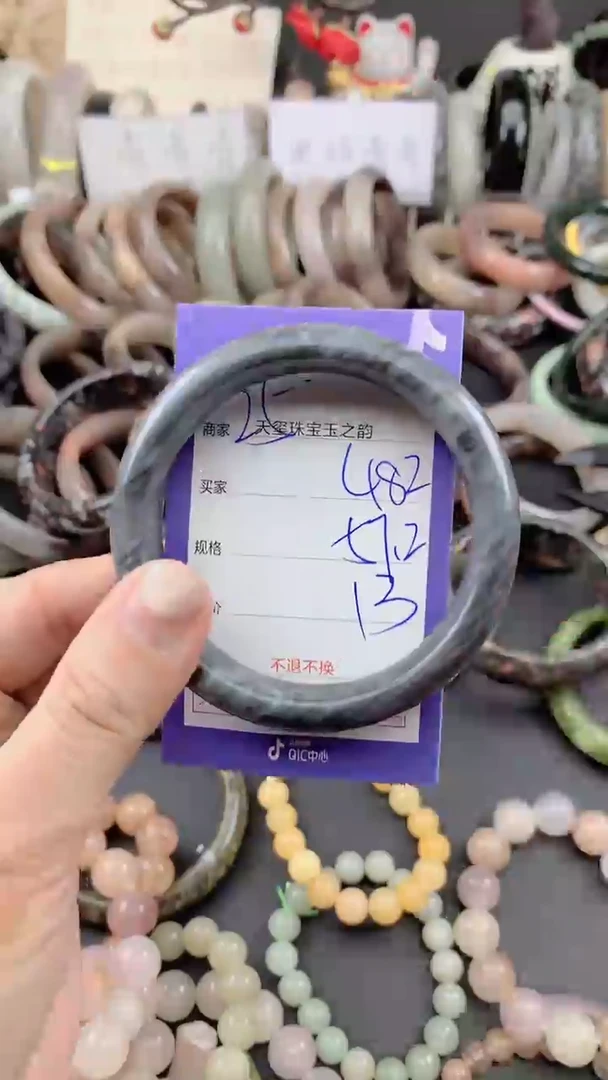 25
商家 天玺珠宝玉之韵
买家 482
规格 57.2
价 13
不退不换
QIC中心